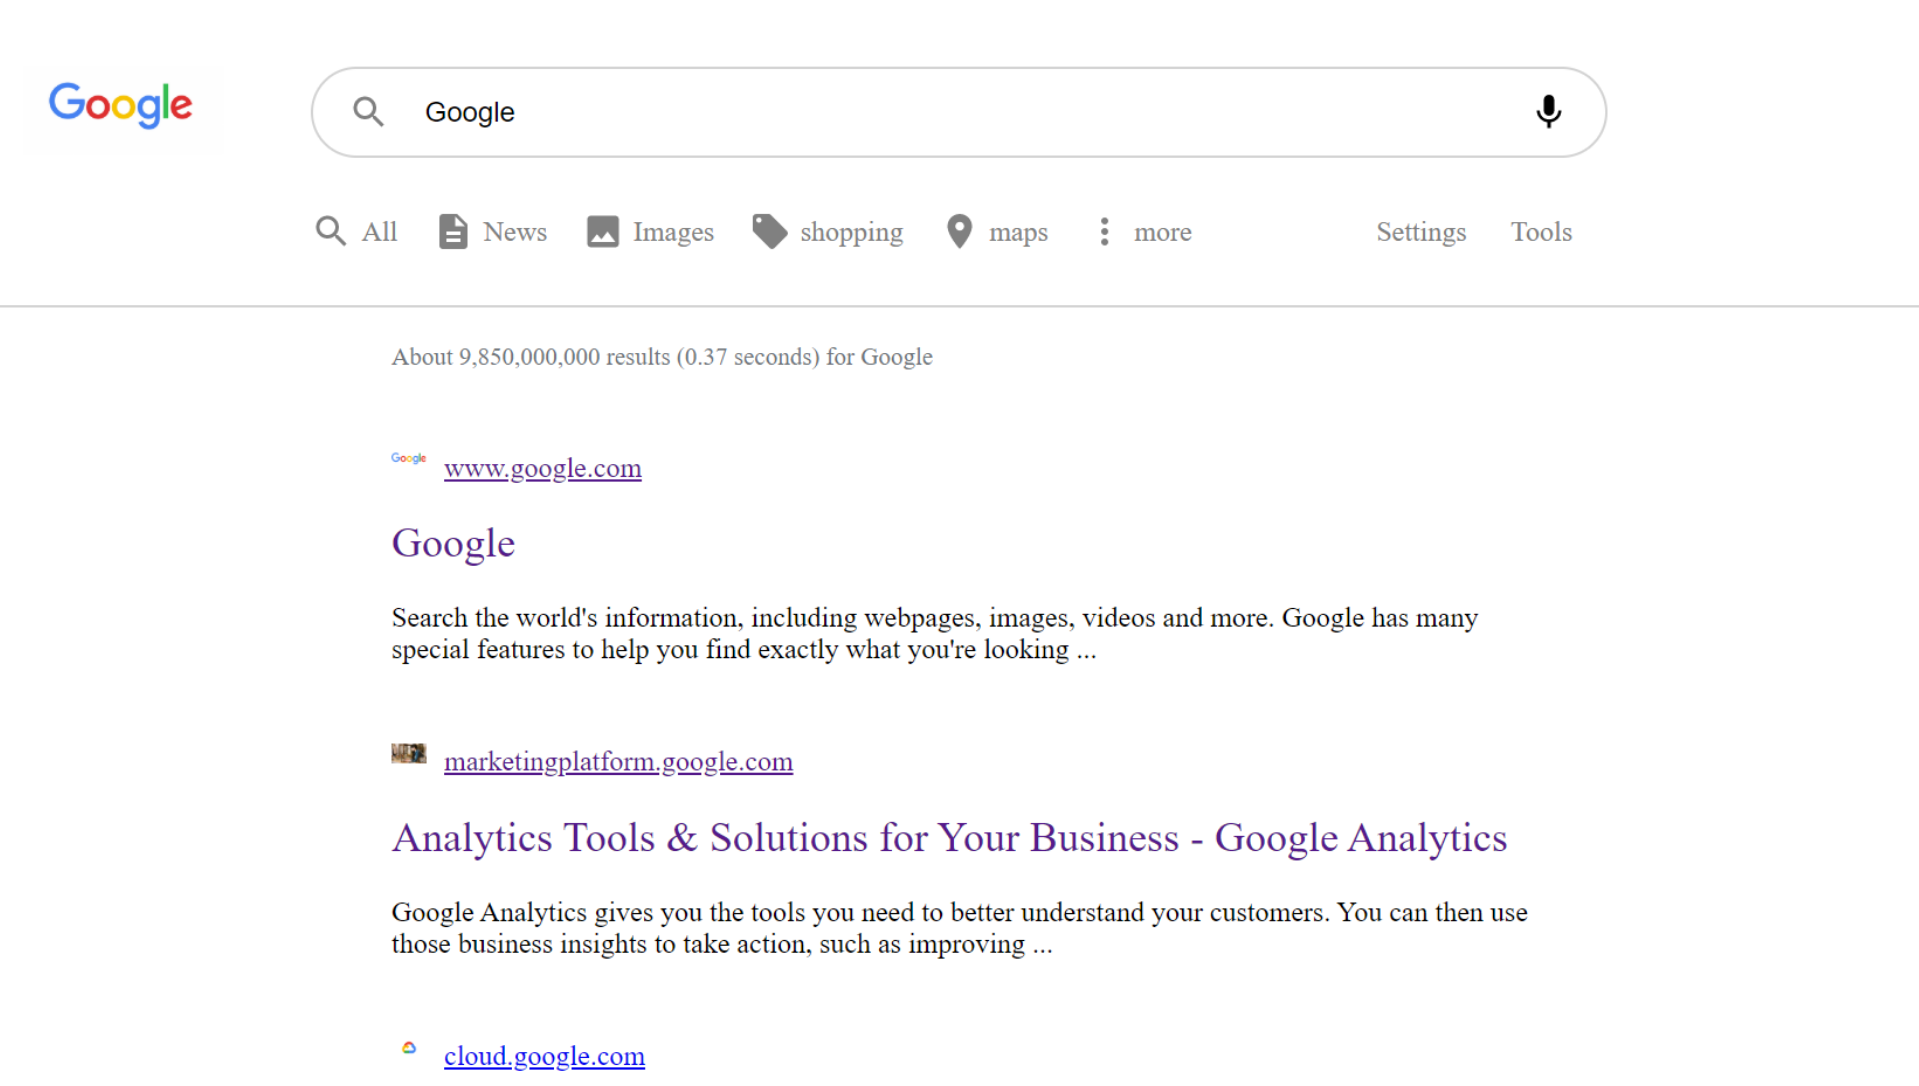 Google
Google
All News Images shopping maps more Settings Tools
About 9,850,000,000 results (0.37 seconds) for Google
Google www.google.com
Google
Search the world's information, including webpages, images, videos and more. Google has many
special features to help you find exactly what you're looking ...
marketingplatform.google.com
Analytics Tools & Solutions for Your Business - Google Analytics
Google Analytics gives you the tools you need to better understand your customers. You can then use
those business insights to take action, such as improving ...
cloud.google.com